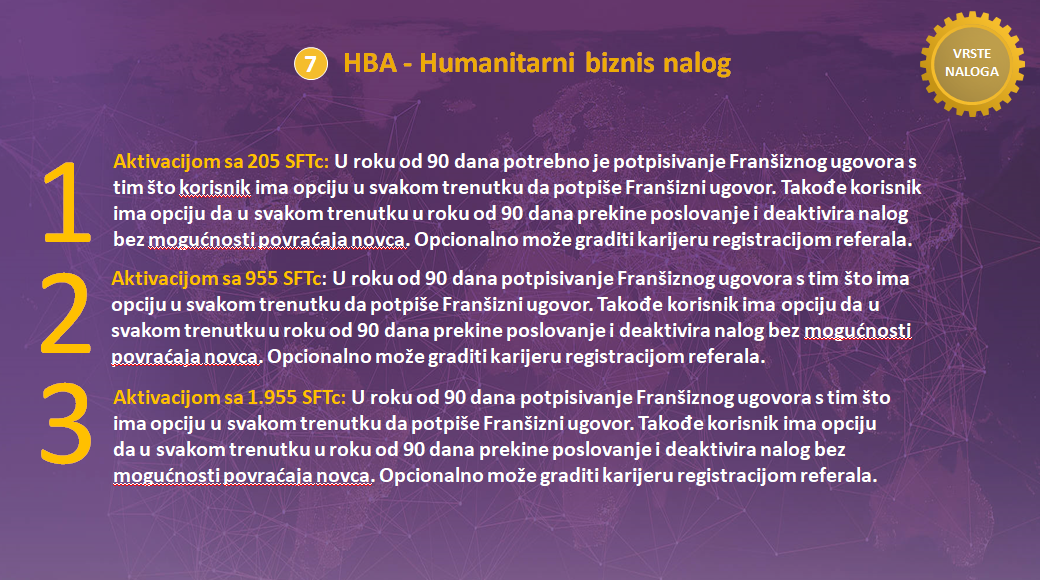 7 HBA - Humanitarni biznis nalog
VRSTE
NALOGA
1
Aktivacijom sa 205 SFTc: U roku od 90 dana potrebno je potpisivanje Franšiznog ugovora s
tim što korisnik ima opciju u svakom trenutku da potpiše Franšizni ugovor. Takođe korisnik
ima opciju da u svakom trenutku u roku od 90 dana prekine poslovanje i deaktivira nalog
bez mogućnosti povraćaja novca. Opcionalno može graditi karijeru registracijom referala.
2
Aktivacijom sa 955 SFTc: U roku od 90 dana potpisivanje Franšiznog ugovora s tim što ima
opciju u svakom trenutku da potpiše Franšizni ugovor. Takođe korisnik ima opciju da u
svakom trenutku u roku od 90 dana prekine poslovanje i deaktivira nalog bez mogućnosti
povraćaja novca. Opcionalno može graditi karijeru registracijom referala.
3
Aktivacijom sa 1.955 SFTc: U roku od 90 dana potpisivanje Franšiznog ugovora s tim što
ima opciju u svakom trenutku da potpiše Franšizni ugovor. Takođe korisnik ima opciju
da u svakom trenutku u roku od 90 dana prekine poslovanje i deaktivira nalog bez
mogućnosti povraćaja novca. Opcionalno može graditi karijeru registracijom referala.